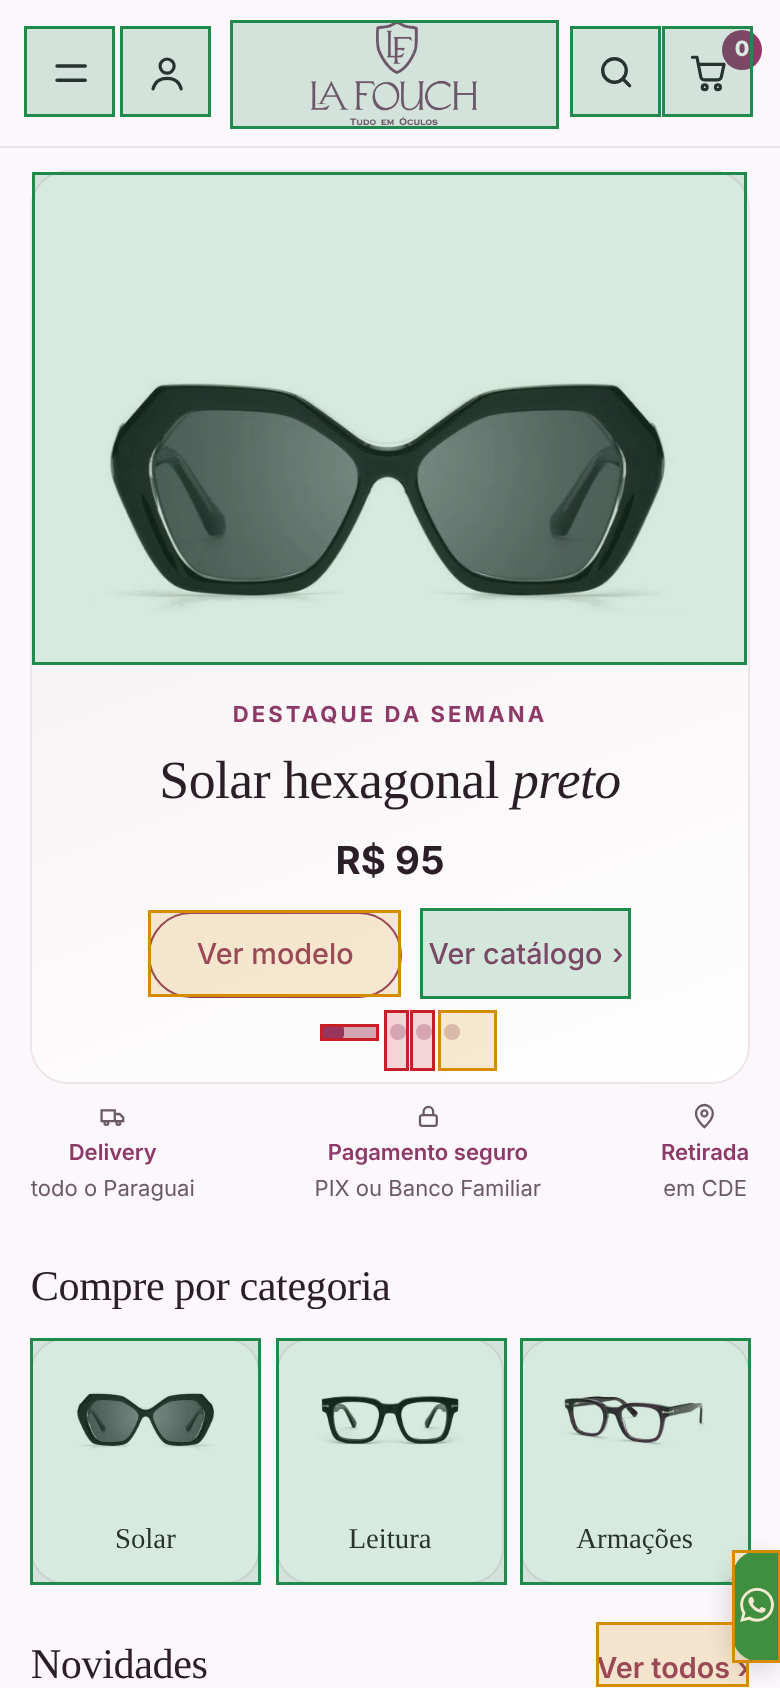 0
LF
LA FOUCH
TUDO EM ÓCULOS
DESTAQUE DA SEMANA
Solar hexagonal preto
R$ 95
Ver modelo
Ver catálogo ›
Delivery
todo o Paraguai
Pagamento seguro
PIX ou Banco Familiar
Retirada
em CDE
Compre por categoria
Solar
Leitura
Armações
Novidades
Ver todos ›